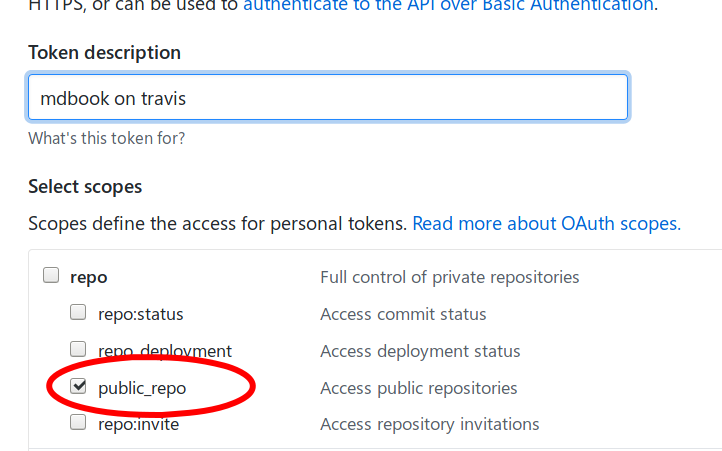 HTTPS, or can be used to authenticate to the API over Basic Authentication.
Token description
mdbook on travis
What's this token for?
Select scopes
Scopes define the access for personal tokens. Read more about OAuth scopes.
repo Full control of private repositories
repo:status Access commit status
repo_deployment Access deployment status
public_repo Access public repositories
repo:invite Access repository invitations